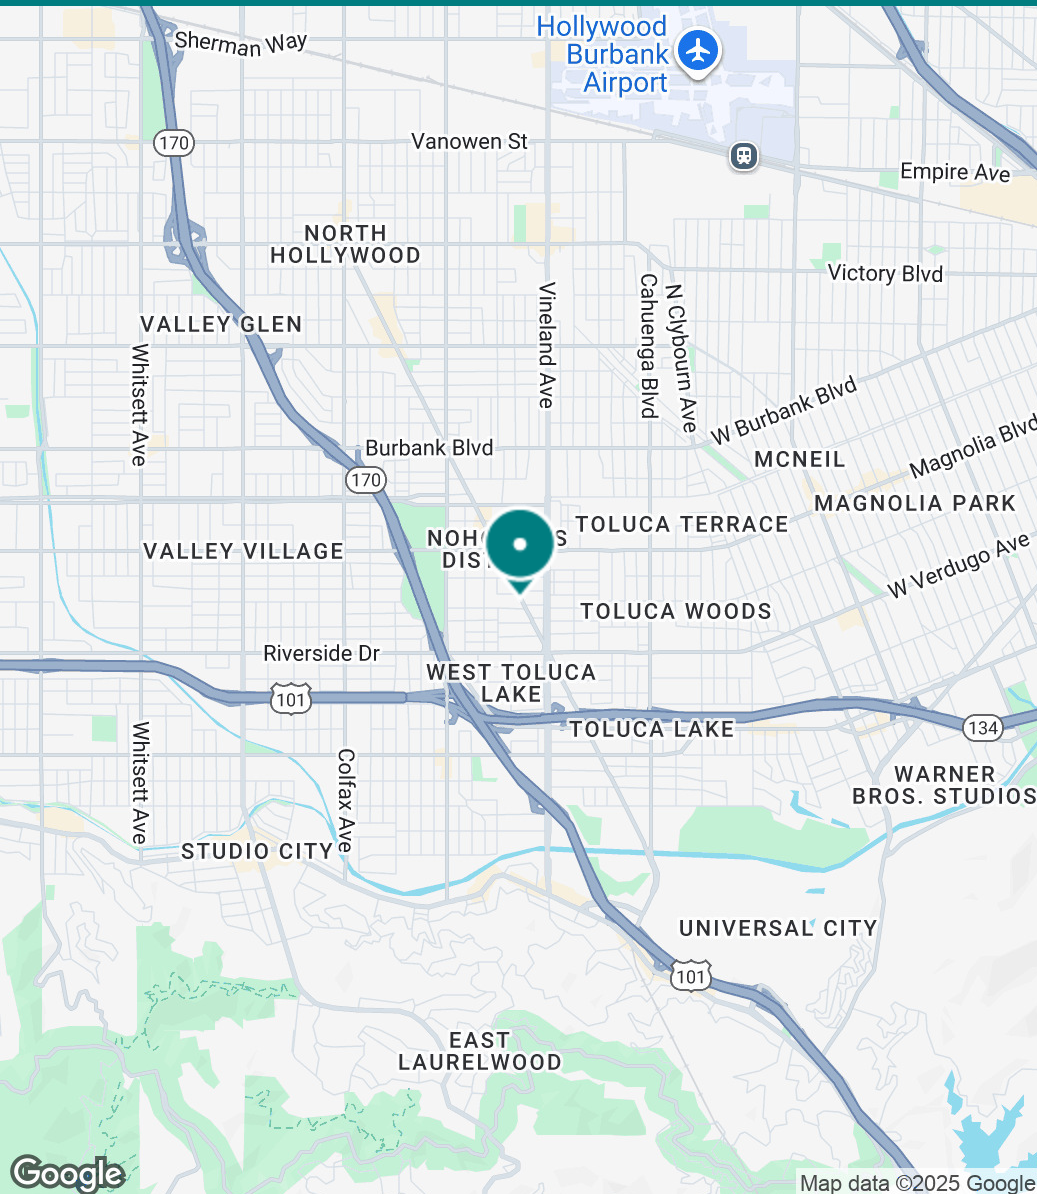 Sherman Way
Hollywood
Burbank
Airport
170
Vanowen St
Empire Ave
NORTH
HOLLYWOOD
Victory Blvd
Vineland Ave
Cahuenga Blvd
N Clybourn Ave
VALLEY GLEN
Whitsett Ave
W Burbank Blvd
Magnolia Blvd
Burbank Blvd
MCNEIL
170
MAGNOLIA PARK
TOLUCA TERRACE
VALLEY VILLAGE
W Verdugo Ave
TOLUCA WOODS
Riverside Dr
WEST TOLUCA
LAKE
101
TOLUCA LAKE
134
Whitsett Ave
Colfax Ave
WARNER
BROS. STUDIOS
STUDIO CITY
UNIVERSAL CITY
101
EAST
LAURELWOOD
Google
Map data ©2025 Google